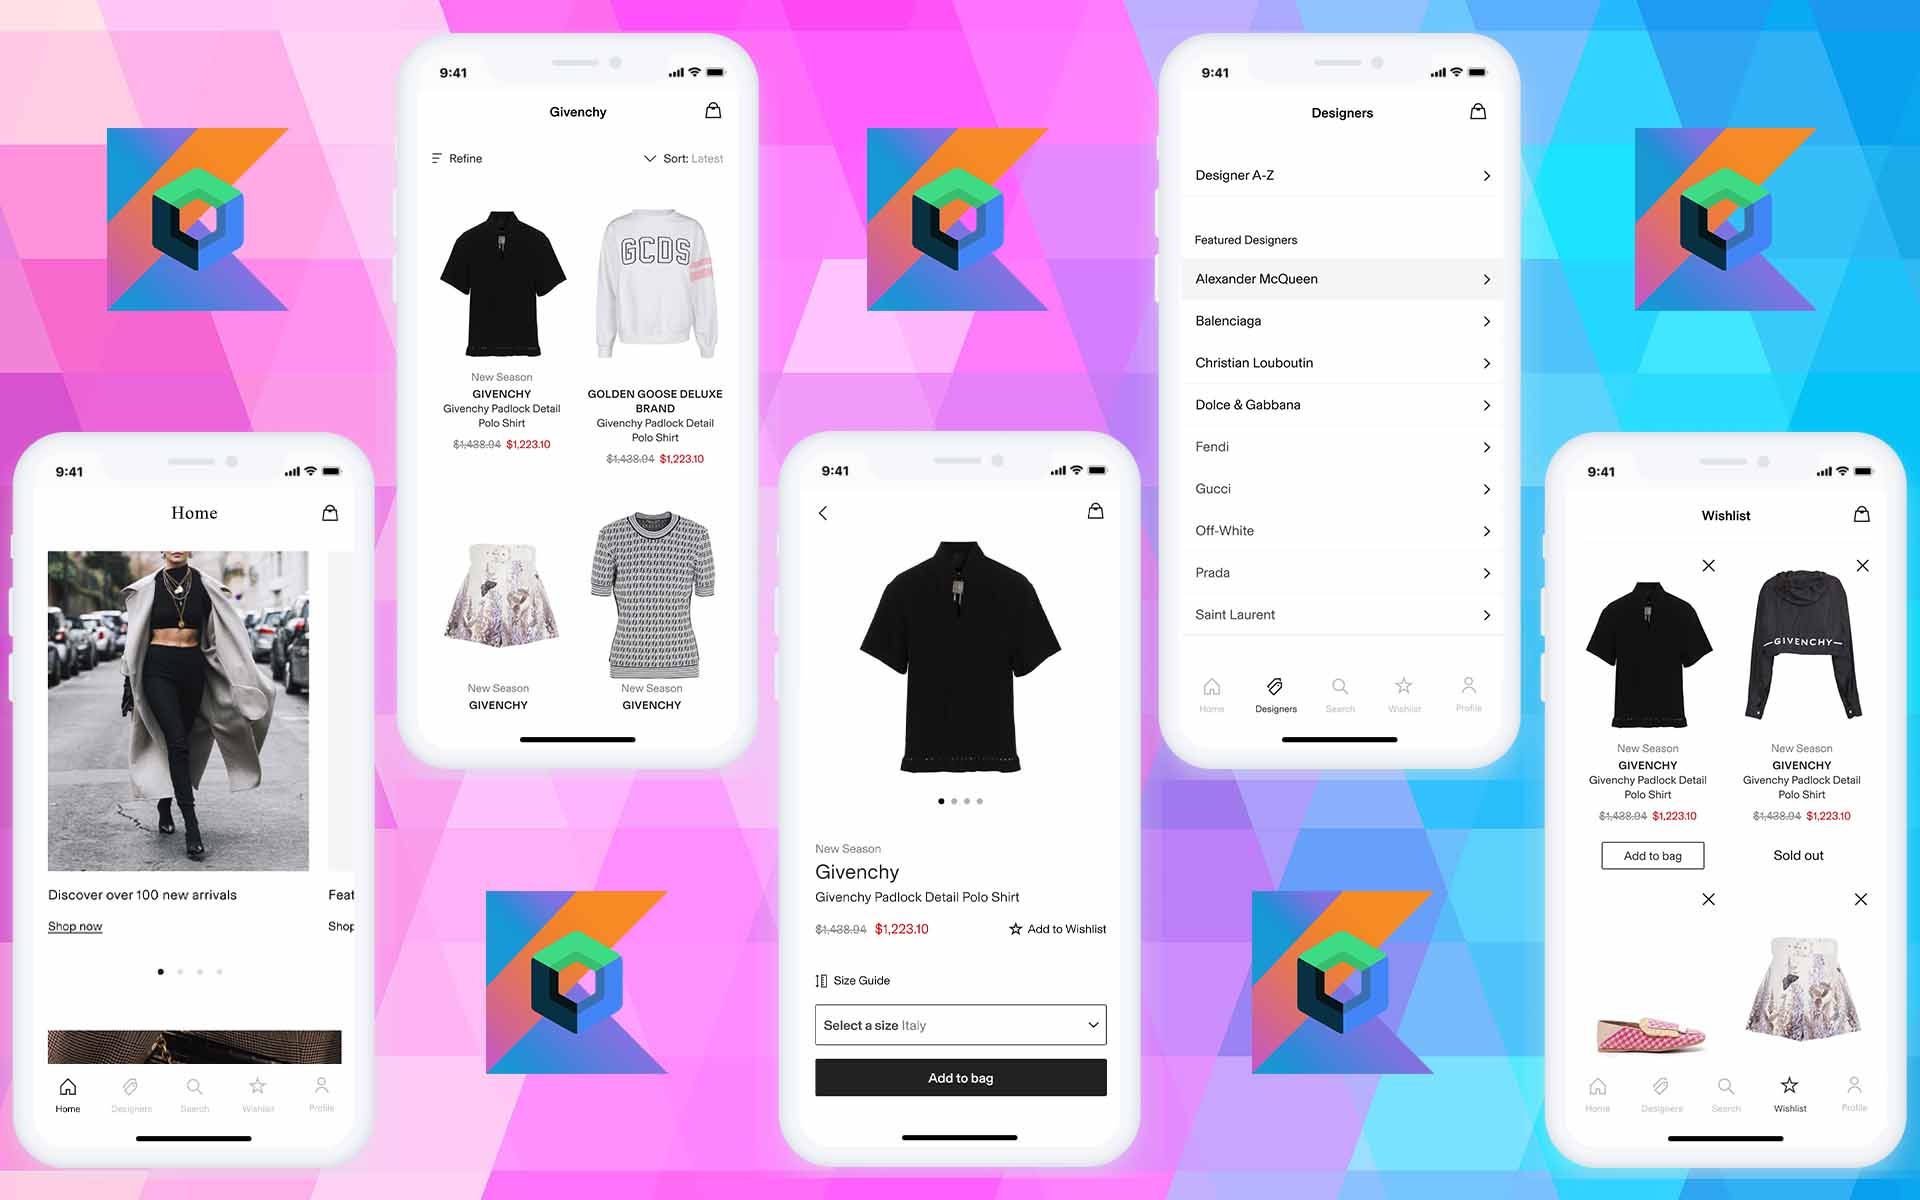 9:41
Home
Discover over 100 new arrivals
Feat
Shop now
Shop
Home
Designers
Search
Wishlist
Profile
9:41
Givenchy
Refine
Sort: Latest
GCDS
New Season
GIVENCHY
Givenchy Padlock Detail
Polo Shirt
$1,438.94 $1,223.10
GOLDEN GOOSE DELUXE
BRAND
Givenchy Padlock Detail
Polo Shirt
$1,438.94 $1,223.10
New Season
GIVENCHY
New Season
GIVENCHY
9:41
New Season
Givenchy
Givenchy Padlock Detail Polo Shirt
$1,438.94 $1,223.10
Add to Wishlist
Size Guide
Select a size Italy
Add to bag
9:41
Designers
Designer A-Z
Featured Designers
Alexander McQueen
Balenciaga
Christian Louboutin
Dolce & Gabbana
Fendi
Gucci
Off-White
Prada
Saint Laurent
Home
Designers
Search
Wishlist
Profile
9:41
Wishlist
New Season
GIVENCHY
Givenchy Padlock Detail
Polo Shirt
$1,438.94 $1,223.10
Add to bag
GIVENCHY
New Season
GIVENCHY
Givenchy Padlock Detail
Polo Shirt
$1,438.94 $1,223.10
Sold out
Home
Designers
Search
Wishlist
Profile